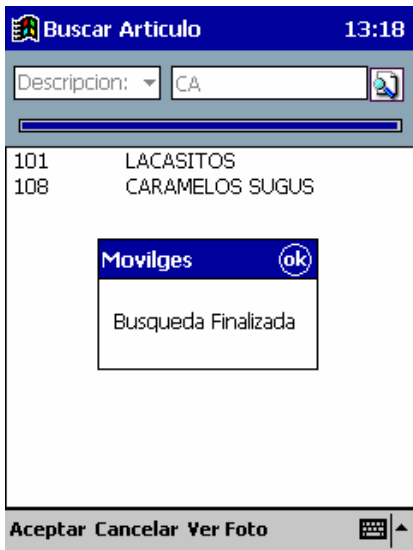 Buscar Articulo 13:18
Descripcion: CA
101 LACASITOS
108 CARAMELOS SUGUS
Movilges ok
Busqueda Finalizada
Aceptar Cancelar Ver Foto